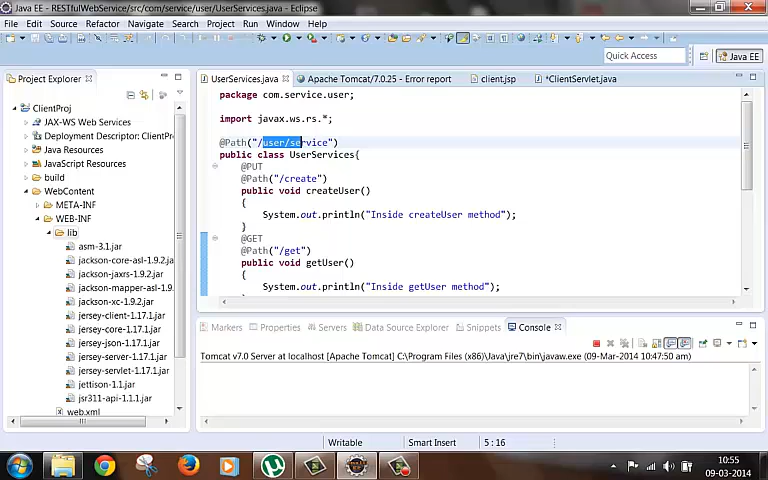 Java EE - RESTfulWebService/src/com/service/user/UserServices.java - Eclipse
File Edit Source Refactor Navigate Search Project Run Window Help
Quick Access
Java EE
Project Explorer
UserServices.java
Apache Tomcat/7.0.25 - Error report
client.jsp
*ClientServlet.java
ClientProj
JAX-WS Web Services
Deployment Descriptor: ClientPr
Java Resources
JavaScript Resources
build
WebContent
META-INF
WEB-INF
lib
asm-3.1.jar
jackson-core-asl-1.9.2.ja
jackson-jaxrs-1.9.2.jar
jackson-mapper-asl-1.9.
jackson-xc-1.9.2.jar
jersey-client-1.17.1.jar
jersey-core-1.17.1.jar
jersey-json-1.17.1.jar
jersey-server-1.17.1.jar
jersey-servlet-1.17.1.jar
jettison-1.1.jar
jsr311-api-1.1.1.jar
web.xml
package com.service.user;
import javax.ws.rs.*;
@Path("/user/service")
public class UserServices{
@PUT
@Path("/create")
public void createUser()
{
System.out.println("Inside createUser method");
}
@GET
@Path("/get")
public void getUser()
{
System.out.println("Inside getUser method");
Markers
Properties
Servers
Data Source Explorer
Snippets
Console
Tomcat v7.0 Server at localhost [Apache Tomcat] C:\Program Files (x86)\Java\jre7\bin\javaw.exe (09-Mar-2014 10:47:50 am)
Writable
Smart Insert
5 : 16
10:55
09-03-2014